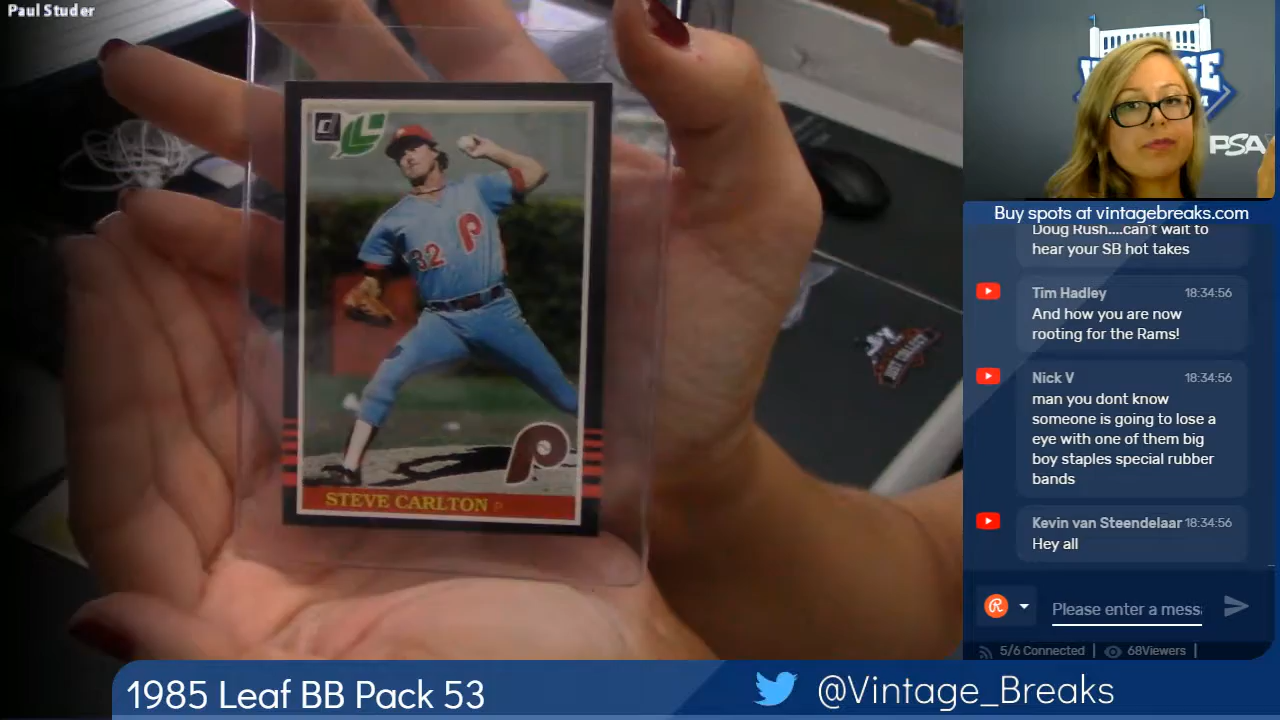 Paul Studer
32
P
P
STEVE CARLTON P
PSA
Buy spots at vintagebreaks.com
Doug Rush....can't wait to
hear your SB hot takes
Tim Hadley 18:34:56
And how you are now
rooting for the Rams!
Nick V 18:34:56
man you dont know
someone is going to lose a
eye with one of them big
boy staples special rubber
bands
Kevin van Steendelaar 18:34:56
Hey all
Please enter a mess
5/6 Connected | 68Viewers |
1985 Leaf BB Pack 53
@Vintage_Breaks